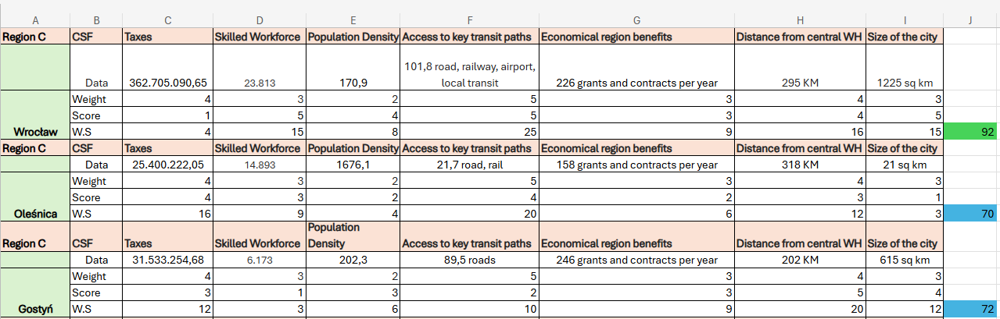 A B C D E F G H I J
Region C CSF Taxes Skilled Workforce Population Density Access to key transit paths Economical region benefits Distance from central WH Size of the city
101,8 road, railway, airport,
Data 362.705.090,65 23.813 170,9 local transit 226 grants and contracts per year 295 KM 1225 sq km
Weight 4 3 2 5 3 4 3
Score 1 5 4 5 3 4 5
Wrocław W.S 4 15 8 25 9 16 15 92
Region C CSF Taxes Skilled Workforce Population Density Access to key transit paths Economical region benefits Distance from central WH Size of the city
Data 25.400.222,05 14.893 1676,1 21,7 road, rail 158 grants and contracts per year 318 KM 21 sq km
Weight 4 3 2 5 3 4 3
Score 4 3 2 4 2 3 1
Oleśnica W.S 16 9 4 20 6 12 3 70
Population
Region C CSF Taxes Skilled Workforce Density Access to key transit paths Economical region benefits Distance from central WH Size of the city
Data 31.533.254,68 6.173 202,3 89,5 roads 246 grants and contracts per year 202 KM 615 sq km
Weight 4 3 2 5 3 4 3
Score 3 1 3 2 3 5 4
Gostyń W.S 12 3 6 10 9 20 12 72